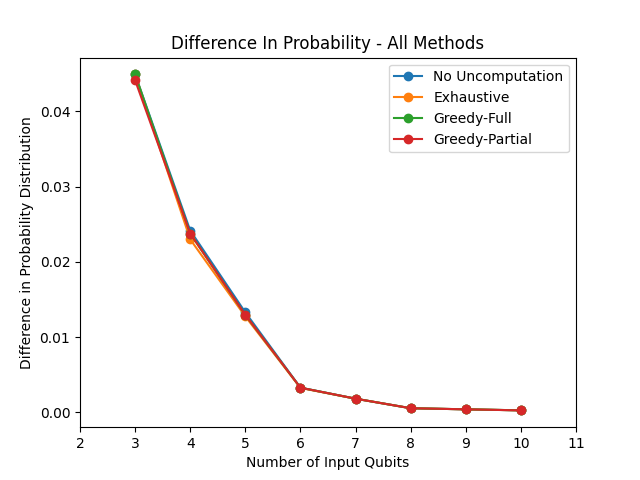 Difference In Probability - All Methods
No Uncomputation
Exhaustive
Greedy-Full
Greedy-Partial
Difference in Probability Distribution
0.04
0.03
0.02
0.01
0.00
2 3 4 5 6 7 8 9 10 11
Number of Input Qubits